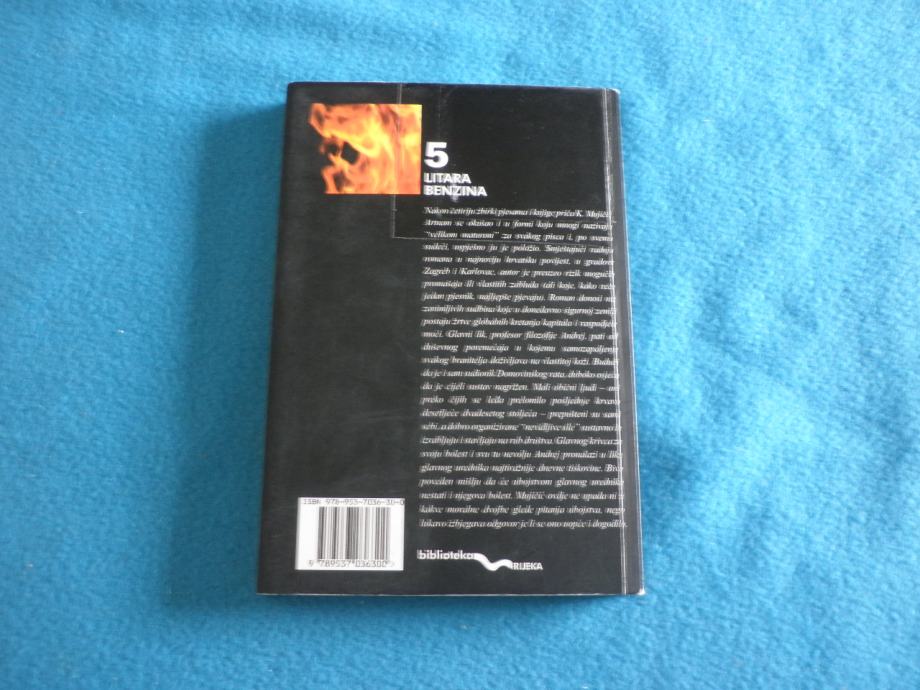 5
LITARA
BENZINA
Nakon četiriju zbirki pjesama i knjige priča K. Mujičić
Artnam se okušao i u formi koju mnogi nazivaju
"velikom maturom" za svakog pisca i, po svemu
sudeći, uspješno ju je položio. Smještajući radnju
romana u najnoviju hrvatsku povijest, u gradove
Zagreb i Karlovac, autor je preuzeo rizik mogućih
promašaja ili vlastitih zabluda
jedan pjesnik, najljepše pjevaju. Roman donosi niz
zanimljivih sudbina koje u donedavno sigurnoj zemlji
postaju žrtve globalnih kretanja kapitala i raspodjele
moći. Glavni lik, profesor filozofije Andrej, pati od
duševnog poremećaja u kojemu samozapaljenje
svakog branitelja doživljava na vlastitoj koži. Budući
da je i sam sudionik Domovinskog rata, duboko osjeća
da je cijeli sustav nagrižen. Mali obični ljudi – oni
preko čijih se leđa prelomilo posljednje krvavo
desetljeće dvadesetog stoljeća – prepušteni su sami
sebi, a dobro organizirane "nevidljive sile" sustavno ih
izrabljuju i stavljaju na rub društva. Glavnog krivca za
svoju bolest i svu tu nevolju Andrej pronalazi u liku
glavnog urednika najtiražnije dnevne tiskovine. Biva
poveden mišlju da će ubojstvom glavnog urednika
nestati i njegova bolest. Mujičić ovdje ne upada ni u
kakve moralne dvojbe glede pitanja ubojstva, nego
lukavo izbjegava odgovor je li se ono uopće i dogodilo.
ISBN 978-953-7036-30-0
9 789537 036300
biblioteka
RIJEKA